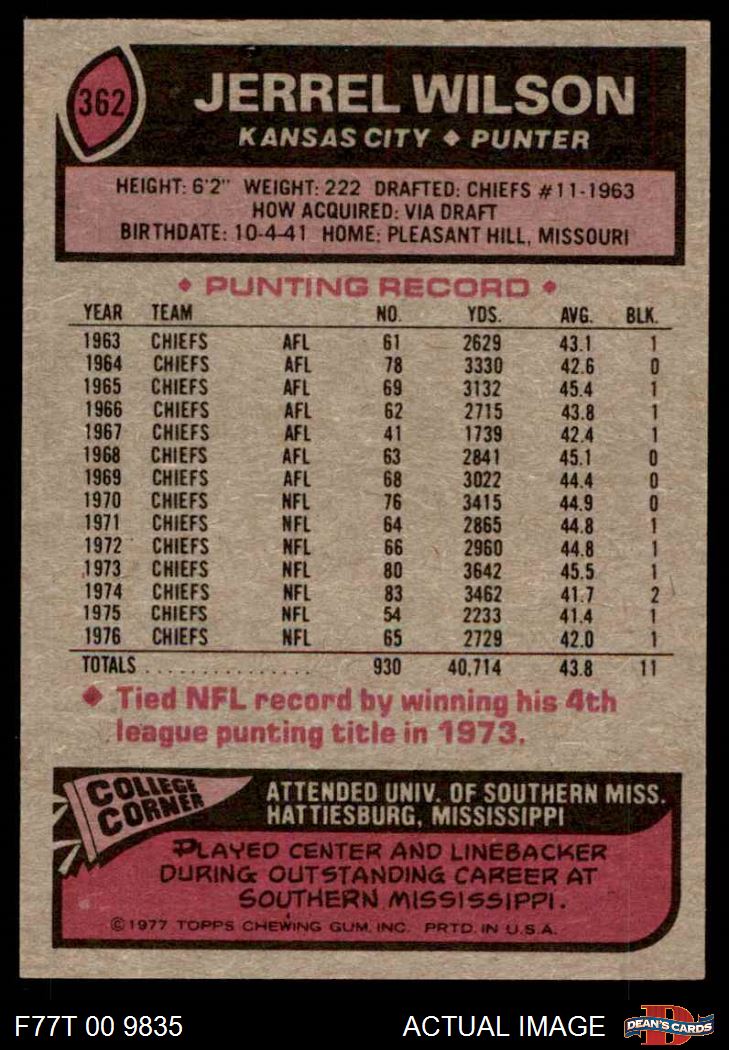 362
JERREL WILSON
KANSAS CITY ◆ PUNTER
HEIGHT: 6'2" WEIGHT: 222 DRAFTED: CHIEFS #11-1963
HOW ACQUIRED: VIA DRAFT
BIRTHDATE: 10-4-41 HOME: PLEASANT HILL, MISSOURI
◆ PUNTING RECORD ◆
YEAR TEAM NO. YDS. AVG. BLK.
1963 CHIEFS AFL 61 2629 43.1 1
1964 CHIEFS AFL 78 3330 42.6 0
1965 CHIEFS AFL 69 3132 45.4 1
1966 CHIEFS AFL 62 2715 43.8 1
1967 CHIEFS AFL 41 1739 42.4 1
1968 CHIEFS AFL 63 2841 45.1 0
1969 CHIEFS AFL 68 3022 44.4 0
1970 CHIEFS NFL 76 3415 44.9 0
1971 CHIEFS NFL 64 2865 44.8 1
1972 CHIEFS NFL 66 2960 44.8 1
1973 CHIEFS NFL 80 3642 45.5 1
1974 CHIEFS NFL 83 3462 41.7 2
1975 CHIEFS NFL 54 2233 41.4 1
1976 CHIEFS NFL 65 2729 42.0 1
TOTALS . . . . . . . . . . . . . . . 930 40,714 43.8 11
◆ Tied NFL record by winning his 4th
league punting title in 1973.
COLLEGE
CORNER
ATTENDED UNIV. OF SOUTHERN MISS.
HATTIESBURG, MISSISSIPPI
PLAYED CENTER AND LINEBACKER
DURING OUTSTANDING CAREER AT
SOUTHERN MISSISSIPPI.
©1977 TOPPS CHEWING GUM, INC. PRTD. IN U.S.A.
F77T 00 9835 ACTUAL IMAGE
D
DEAN'S CARDS